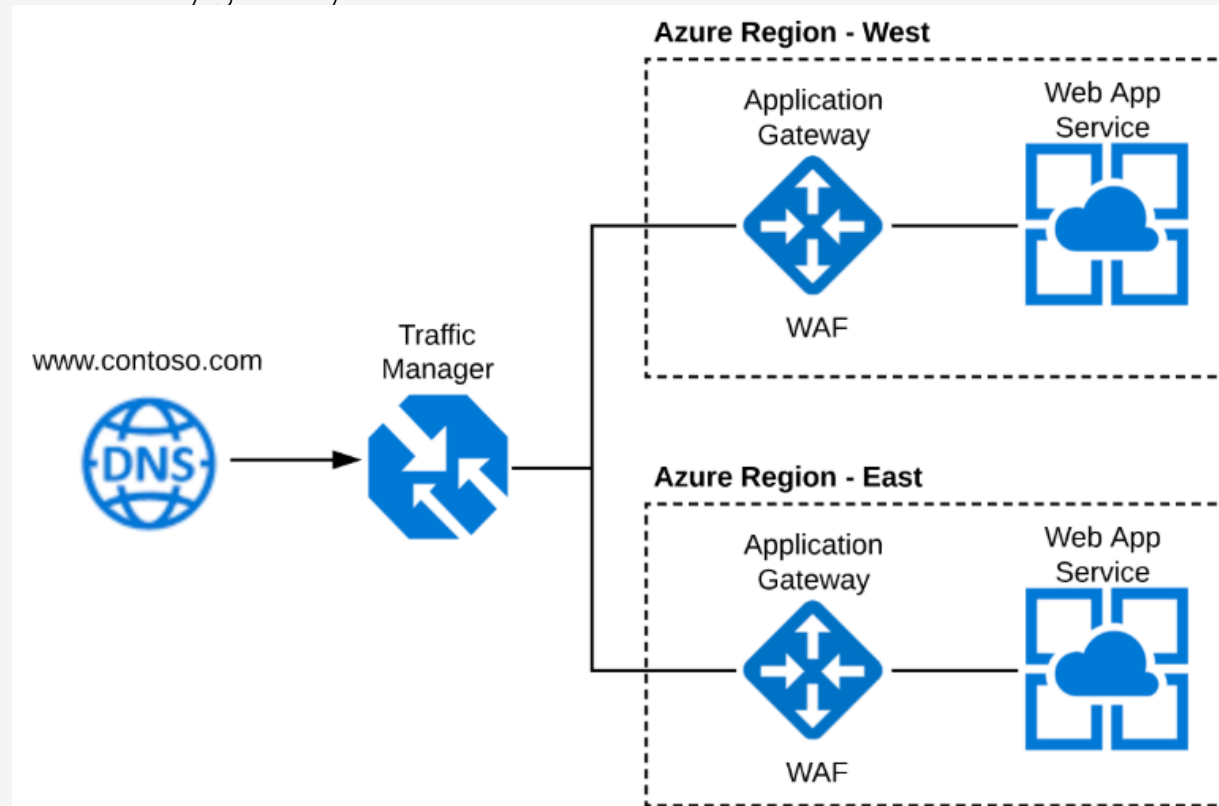 Azure Region - West
Application
Gateway
Web App
Service
WAF
www.contoso.com
DNS
Traffic
Manager
Azure Region - East
Application
Gateway
Web App
Service
WAF